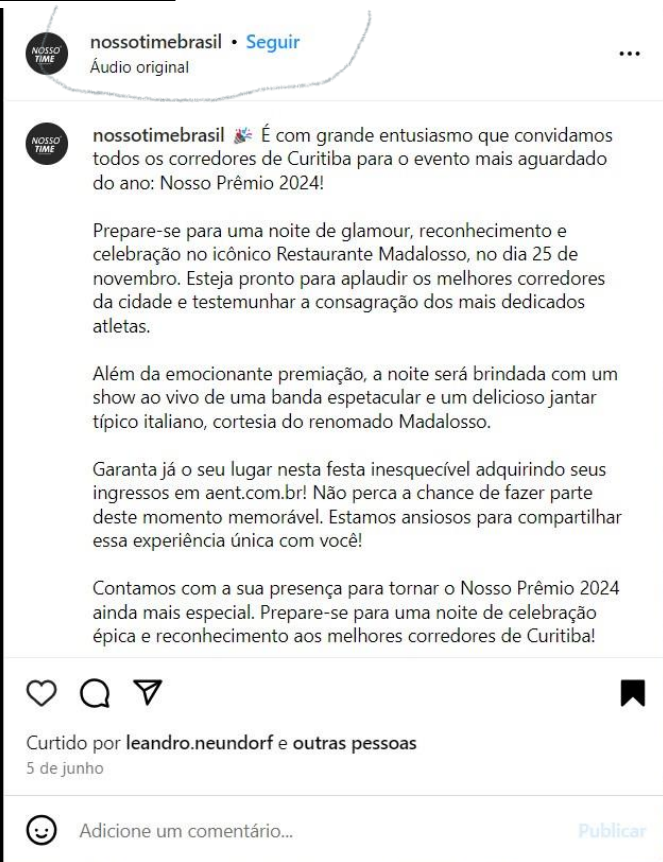 NOSSO
TIME
nossotimebrasil • Seguir
Áudio original
NOSSO
TIME
nossotimebrasil 🎉 É com grande entusiasmo que convidamos
todos os corredores de Curitiba para o evento mais aguardado
do ano: Nosso Prêmio 2024!
Prepare-se para uma noite de glamour, reconhecimento e
celebração no icônico Restaurante Madalosso, no dia 25 de
novembro. Esteja pronto para aplaudir os melhores corredores
da cidade e testemunhar a consagração dos mais dedicados
atletas.
Além da emocionante premiação, a noite será brindada com um
show ao vivo de uma banda espetacular e um delicioso jantar
típico italiano, cortesia do renomado Madalosso.
Garanta já o seu lugar nesta festa inesquecível adquirindo seus
ingressos em aent.com.br! Não perca a chance de fazer parte
deste momento memorável. Estamos ansiosos para compartilhar
essa experiência única com você!
Contamos com a sua presença para tornar o Nosso Prêmio 2024
ainda mais especial. Prepare-se para uma noite de celebração
épica e reconhecimento aos melhores corredores de Curitiba!
Curtido por leandro.neundorf e outras pessoas
5 de junho
Adicione um comentário...
Publicar